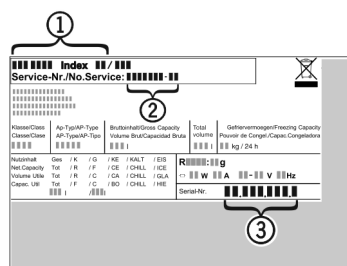 1
Index /
Service-Nr./No.Service: -
2
Klasse/Class Ap-Typ/AP-Type Bruttoinhalt/Gross Capacity Total Gefriervermoegen/Freezing Capacity
Classe/Clase AP-Type/AP-Tipo Volume Brut/Capacidad Bruta volume Pouvoir de Congel./Capac.Congeladora
l l kg / 24 h
Nutzinhalt Ges / K / G / KE / KALT / EIS
Net.Capacity Tot / R / F / CE / CHILL / ICE
Volume Utile Tot / R / C / CA / CHILL / GLA
Capac. Util Tot / F / C / BO / CHILL / HIE
l / l
R : g
W A - V Hz
Serial-Nr. . . .
3